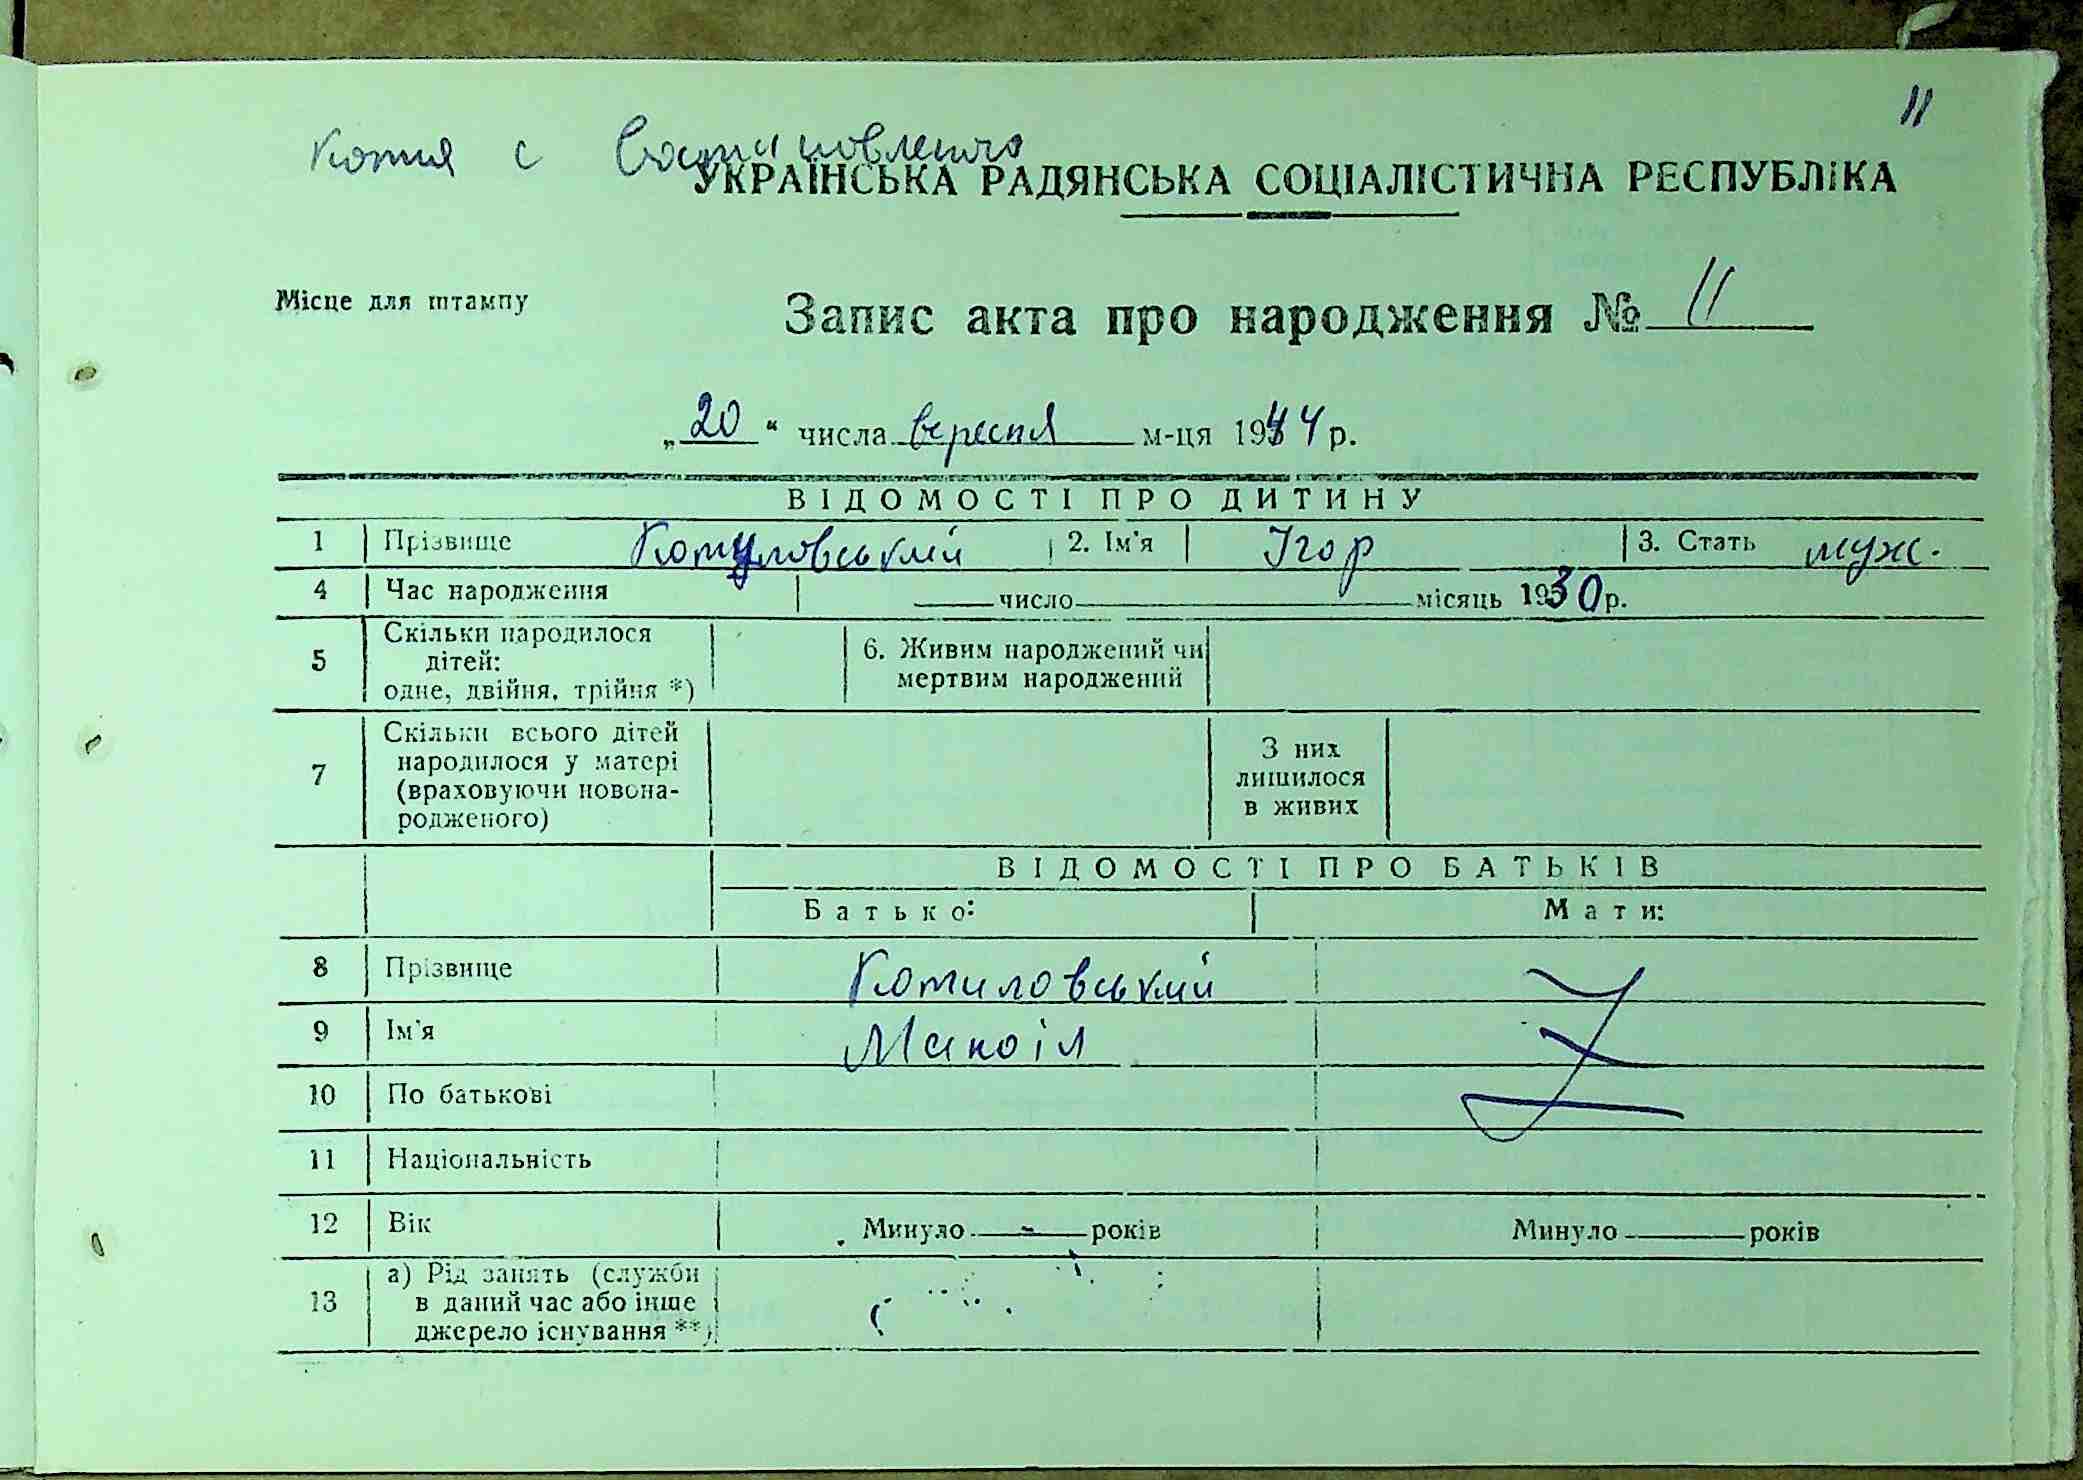 11
Копия с Востановленого
УКРАЇНСЬКА РАДЯНСЬКА СОЦІАЛІСТИЧНА РЕСПУБЛІКА
Місце для штампу
Запис акта про народження № 11
„20“ числа вересня м-ця 1944 р.
ВІДОМОСТІ ПРО ДИТИНУ
1 Прізвище Котиловський 2. Ім'я Ігор 3. Стать муж.
4 Час народження число місяць 1930 р.
5 Скільки народилося дітей: одне, двійня, трійня *)
6. Живим народжений чи мертвим народжений
7 Скільки всього дітей народилося у матері (враховуючи новона-родженого)
З них лишилося в живих
ВІДОМОСТІ ПРО БАТЬКІВ
Батько: Мати:
8 Прізвище Котиловський
9 Ім'я Маноіл
10 По батькові
11 Національність
12 Вік Минуло - років Минуло років
13 а) Рід занять (служби в даний час або інше джерело існування **)